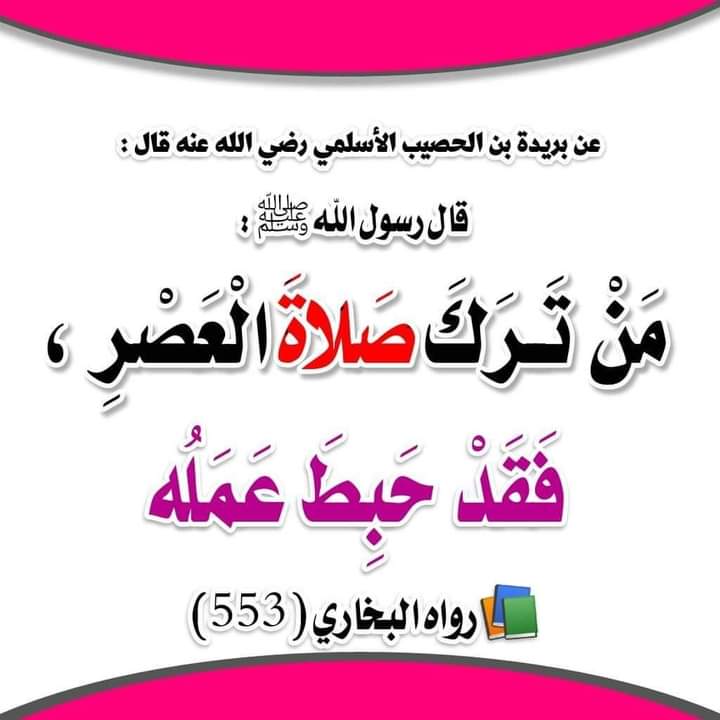 عن بريدة بن الحصيب الأسلمي رضي الله عنه قال :
قال رسول الله ﷺ :
مَنْ تَـرَكَ صَلاةَ الْعَصْرِ ،
فَقَدْ حَبِطَ عَمَلُه
رواه البخاري (553)